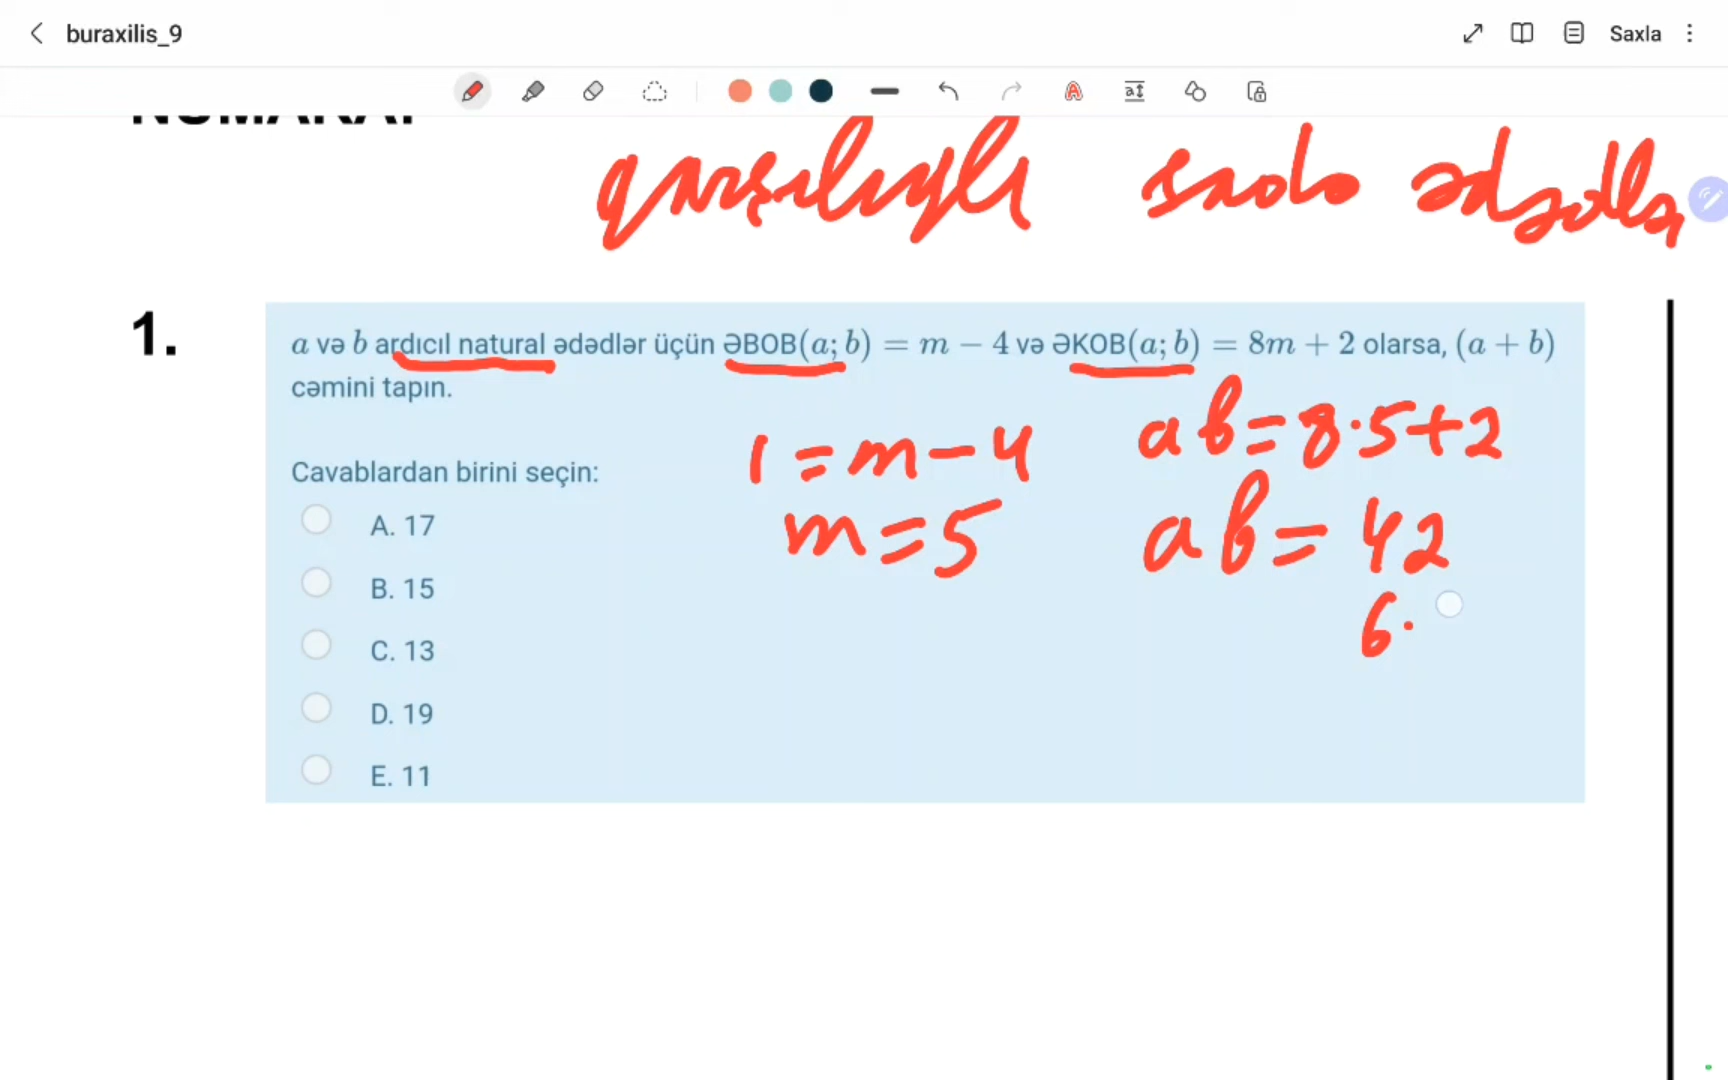 buraxilis_9
Saxla
qarşılıqlı sadə ədədlər
1.
a və b ardıcıl natural ədədlər üçün ƏBOB(a; b) = m − 4 və ƏKOB(a; b) = 8m + 2 olarsa, (a + b)
cəmini tapın.
1 = m − 4
ab = 8·5+2
Cavablardan birini seçin:
m = 5
ab = 42
6·
A. 17
B. 15
C. 13
D. 19
E. 11